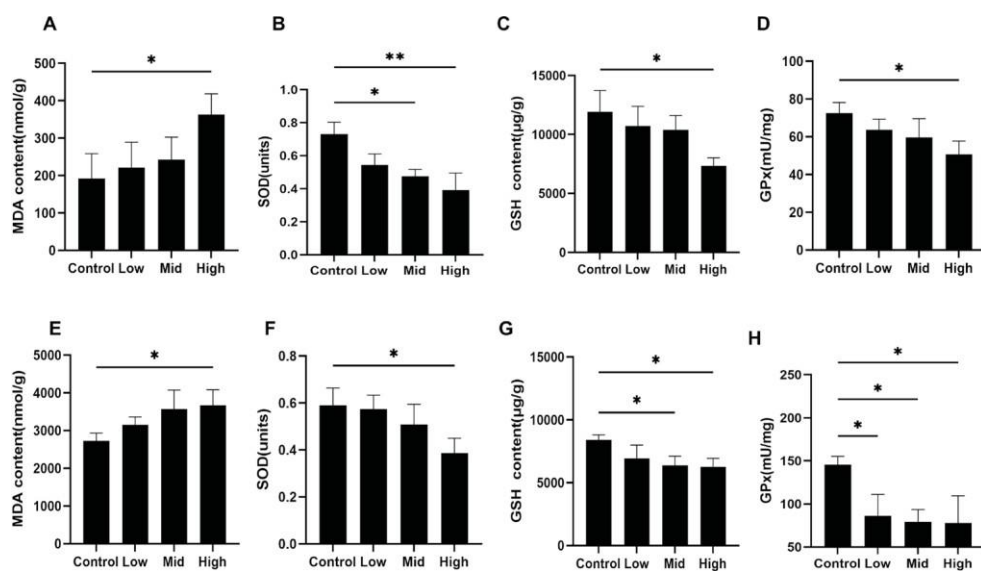 A
MDA content(nmol/g)
500
400
300
200
100
0
*
Control Low Mid High
B
SOD(units)
1.0
0.8
0.6
0.4
0.2
0.0
**
*
Control Low Mid High
C
GSH content(μg/g)
15000
10000
5000
0
*
Control Low Mid High
D
GPx(mU/mg)
100
80
60
40
20
0
*
Control Low Mid High
E
MDA content(nmol/g)
5000
4000
3000
2000
1000
0
*
Control Low Mid High
F
SOD(units)
0.8
0.6
0.4
0.2
0.0
*
Control Low Mid High
G
GSH content(μg/g)
15000
10000
5000
0
*
*
Control Low Mid High
H
GPx(mU/mg)
250
200
150
100
50
*
*
*
Control Low Mid High